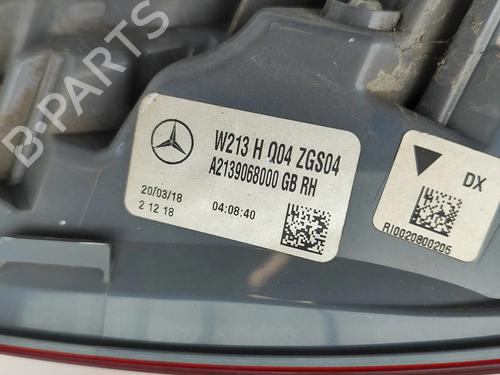 B-PARTS
W213 H Q04 ZGS04
A2139068000 GB RH
20/03/18
2 12 18
04:08:40
DX
RI0020800205